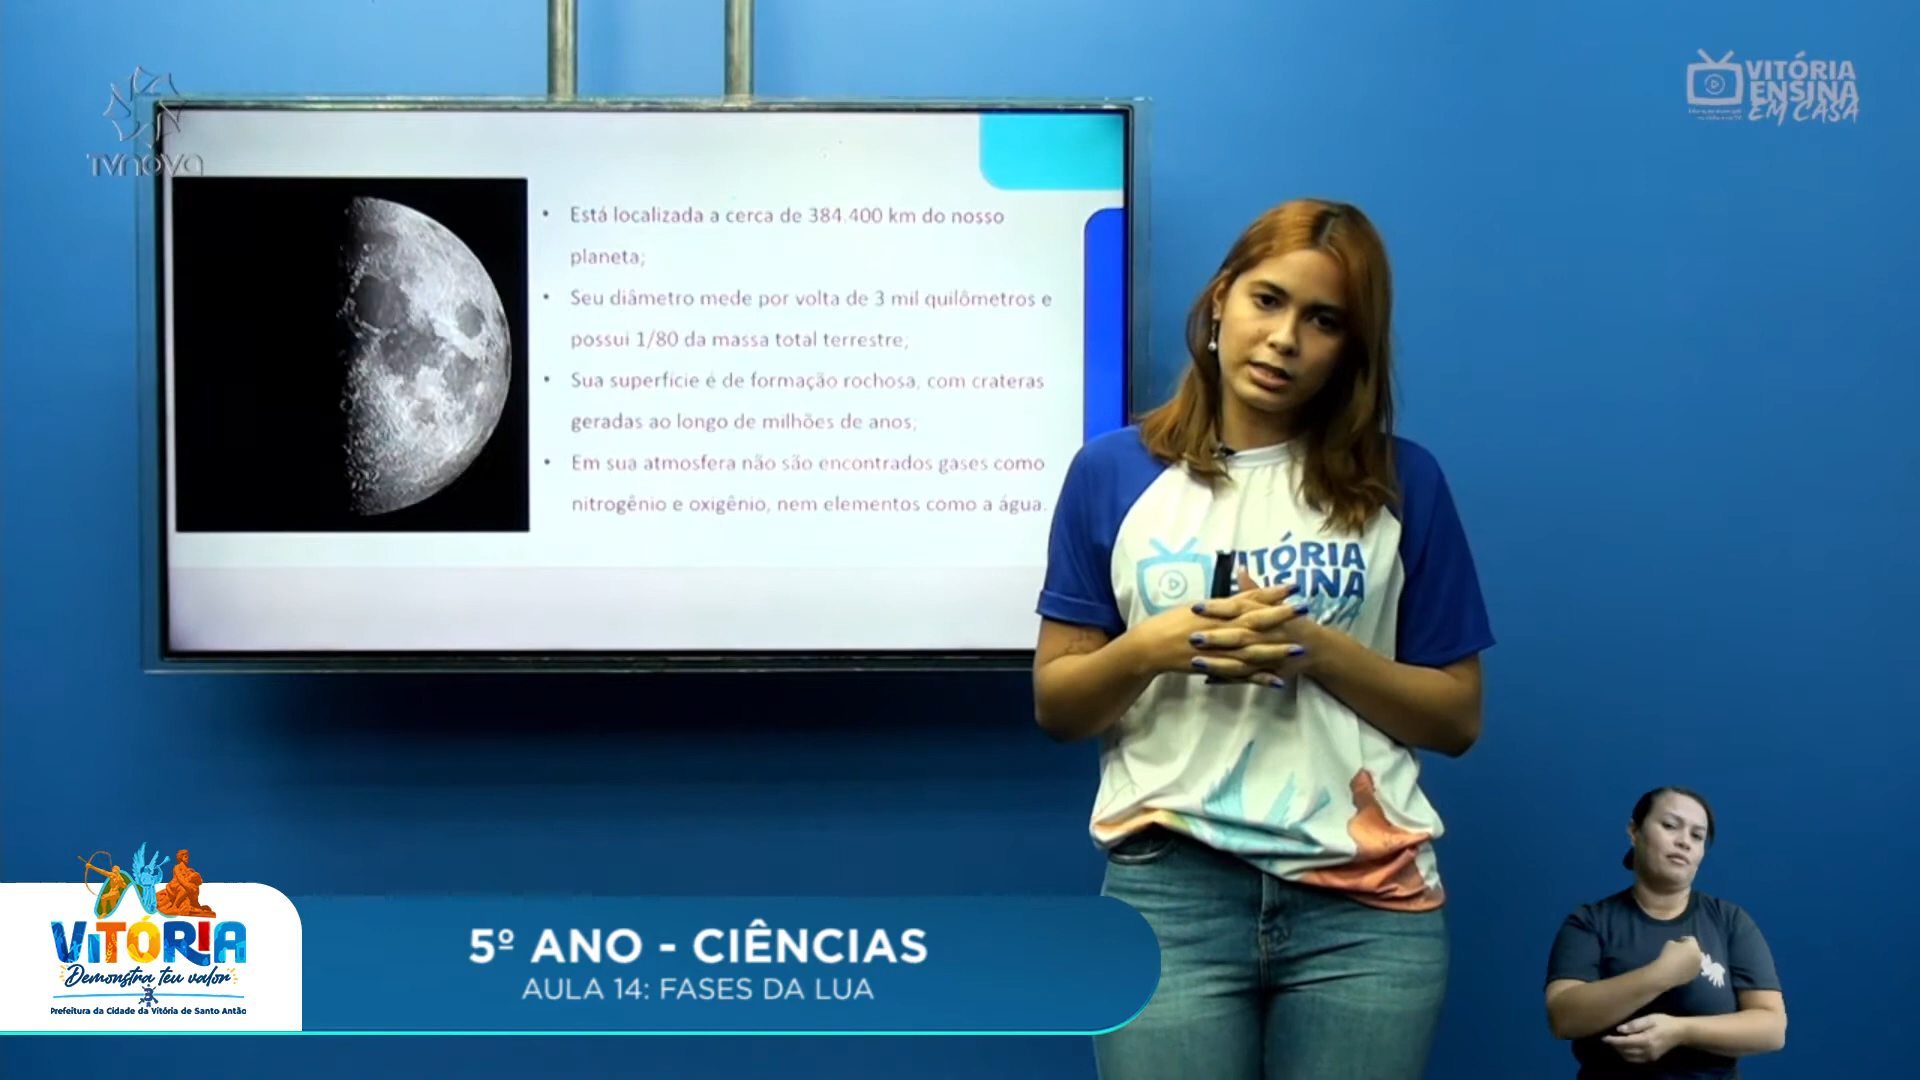 TVnova
VITÓRIA
ENSINA
EM CASA
• Está localizada a cerca de 384.400 km do nosso
planeta;
• Seu diâmetro mede por volta de 3 mil quilômetros e
possui 1/80 da massa total terrestre;
• Sua superfície é de formação rochosa, com crateras
geradas ao longo de milhões de anos;
• Em sua atmosfera não são encontrados gases como
nitrogênio e oxigênio, nem elementos como a água.
VITÓRIA
ENSINA
VITÓRIA
Demonstra teu valor
Prefeitura da Cidade da Vitória de Santo Antão
5º ANO - CIÊNCIAS
AULA 14: FASES DA LUA